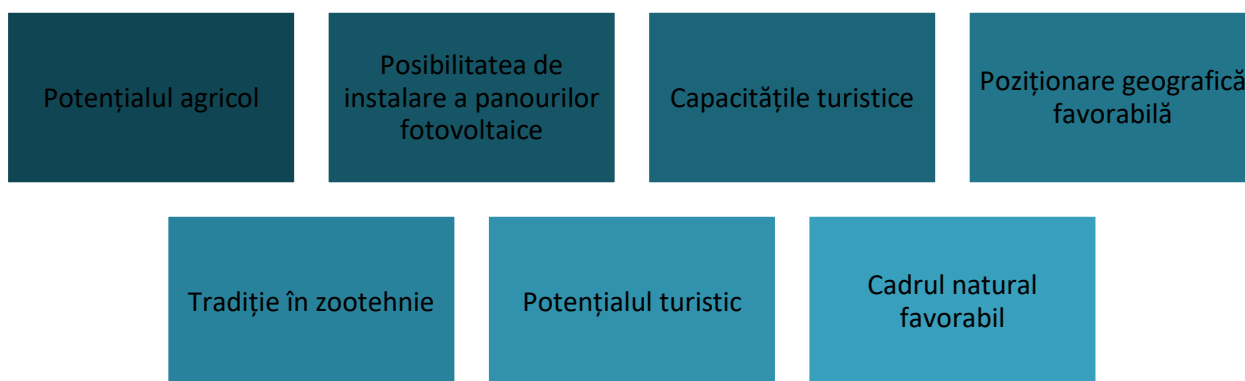 Potențialul agricol
Posibilitatea de
instalare a panourilor
fotovoltaice
Capacitățile turistice
Poziționare geografică
favorabilă
Tradiție în zootehnie
Potențialul turistic
Cadrul natural
favorabil